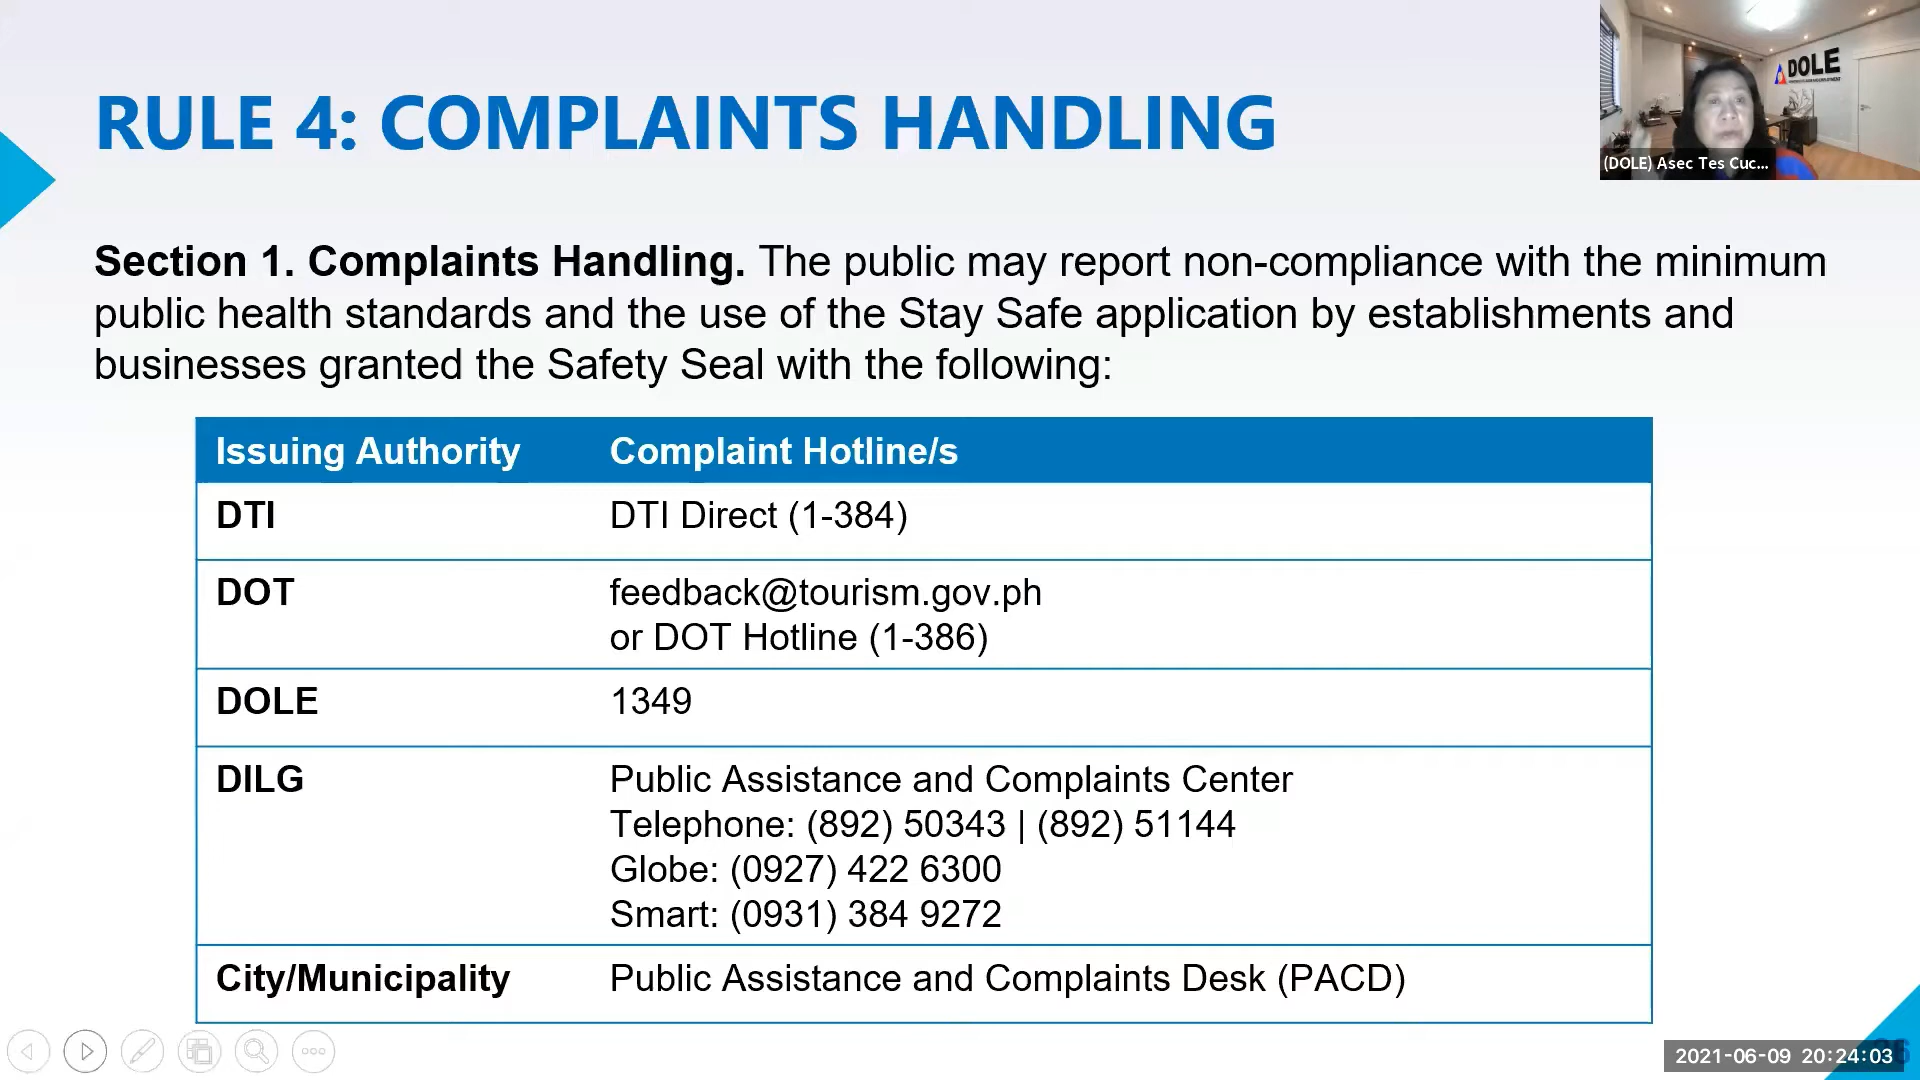 RULE 4: COMPLAINTS HANDLING
DOLE
(DOLE) Asec Tes Cuc...
Section 1. Complaints Handling. The public may report non-compliance with the minimum
public health standards and the use of the Stay Safe application by establishments and
businesses granted the Safety Seal with the following:
Issuing Authority Complaint Hotline/s
DTI DTI Direct (1-384)
DOT feedback@tourism.gov.ph
or DOT Hotline (1-386)
DOLE 1349
DILG Public Assistance and Complaints Center
Telephone: (892) 50343 | (892) 51144
Globe: (0927) 422 6300
Smart: (0931) 384 9272
City/Municipality Public Assistance and Complaints Desk (PACD)
2021-06-09 20:24:03